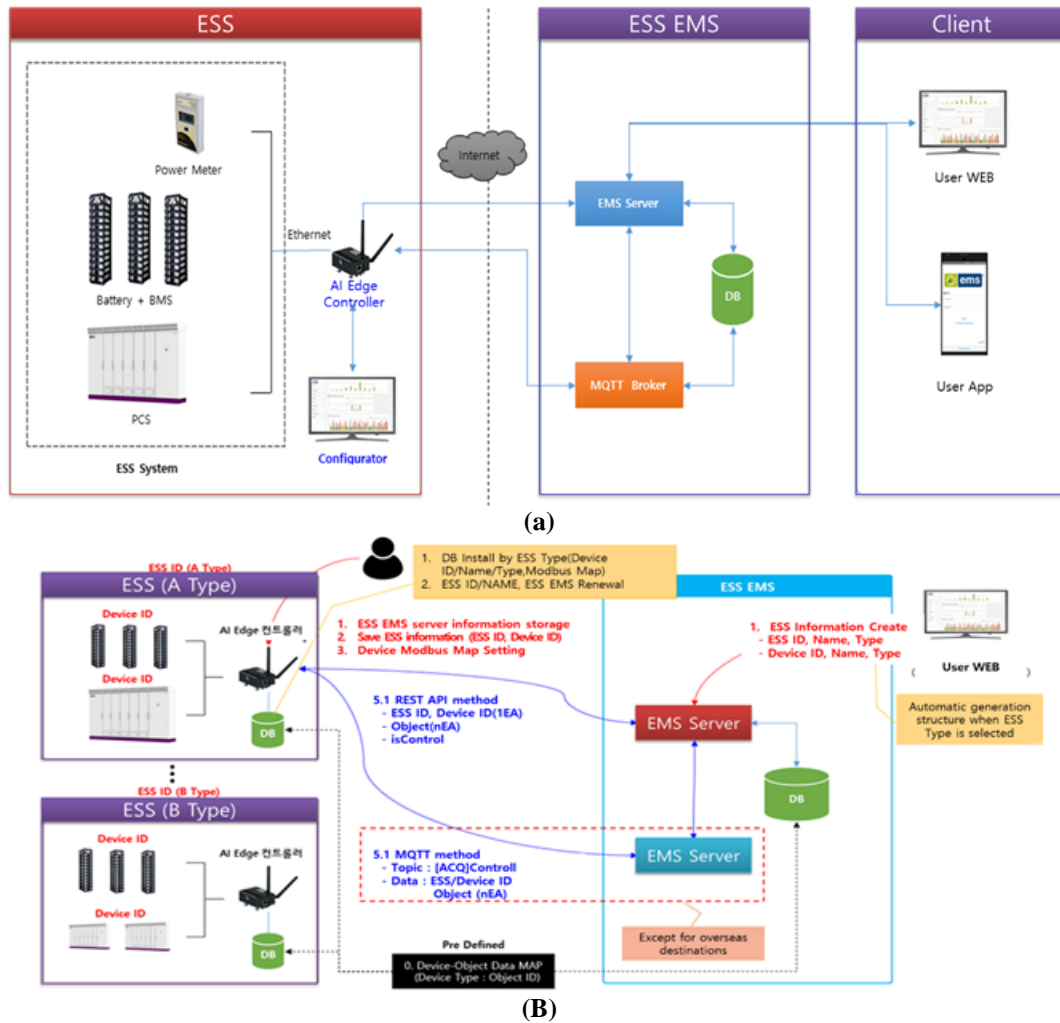 ESS
ESS EMS
Client
Power Meter
Internet
User WEB
EMS Server
Ethernet
AI Edge
Controller
Battery + BMS
DB
ems
MQTT Broker
User App
PCS
Configurator
ESS System
(a)
ESS ID (A Type)
ESS (A Type)
Device ID
AI Edge 컨트롤러
Device ID
DB
1. DB Install by ESS Type(Device
ID/Name/Type,Modbus Map)
2. ESS ID/NAME, ESS EMS Renewal
1. ESS EMS server information storage
2. Save ESS information (ESS ID, Device ID)
3. Device Modbus Map Setting
ESS EMS
1. ESS Information Create
- ESS ID, Name, Type
- Device ID, Name, Type
( User WEB (
Automatic generation
structure when ESS
Type is selected
5.1 REST API method
- ESS ID, Device ID(1EA)
- Object(nEA)
- isControl
EMS Server
DB
ESS ID (B Type)
ESS (B Type)
Device ID
AI Edge 컨트롤러
Device ID
DB
5.1 MQTT method
- Topic : [ACQ]Controll
- Data : ESS/Device ID
Object (nEA)
EMS Server
Except for overseas
destinations
Pre Defined
0. Device-Object Data MAP
(Device Type : Object ID)
(B)